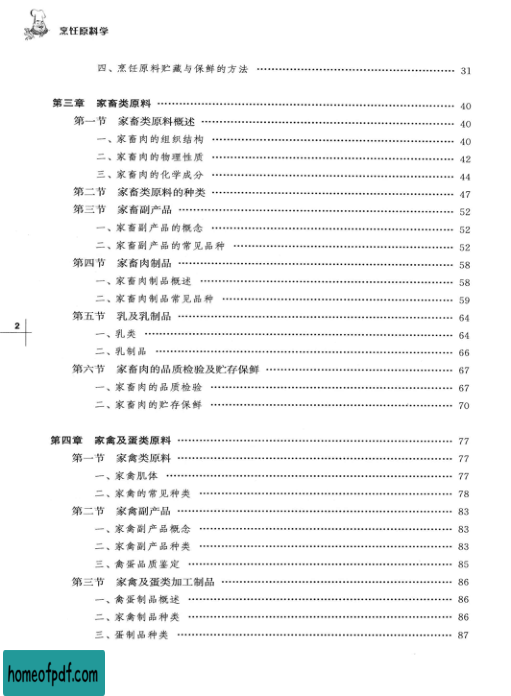 烹饪原料学
四、烹饪原料贮藏与保鲜的方法 …… 31
第三章 家畜类原料 …… 40
第一节 家畜类原料概述 …… 40
一、家畜肉的组织结构 …… 40
二、家畜肉的物理性质 …… 42
三、家畜肉的化学成分 …… 44
第二节 家畜类原料的种类 …… 47
第三节 家畜副产品 …… 52
一、家畜副产品的概念 …… 52
二、家畜副产品的常见品种 …… 52
第四节 家畜肉制品 …… 58
一、家畜肉制品概述 …… 58
二、家畜肉制品常见品种 …… 59
第五节 乳及乳制品 …… 64
2
一、乳类 …… 64
二、乳制品 …… 66
第六节 家畜肉的品质检验及贮存保鲜 …… 67
一、家畜肉的品质检验 …… 67
二、家畜肉的贮存保鲜 …… 70
第四章 家禽及蛋类原料 …… 77
第一节 家禽类原料 …… 77
一、家禽肌体 …… 77
二、家禽的常见种类 …… 78
第二节 家禽副产品 …… 83
一、家禽副产品概念 …… 83
二、家禽副产品种类 …… 83
三、禽蛋品质鉴定 …… 85
第三节 家禽及蛋类加工制品 …… 86
一、禽蛋制品概述 …… 86
二、家禽制品种类 …… 86
三、蛋制品种类 …… 87
homeofpdf.com